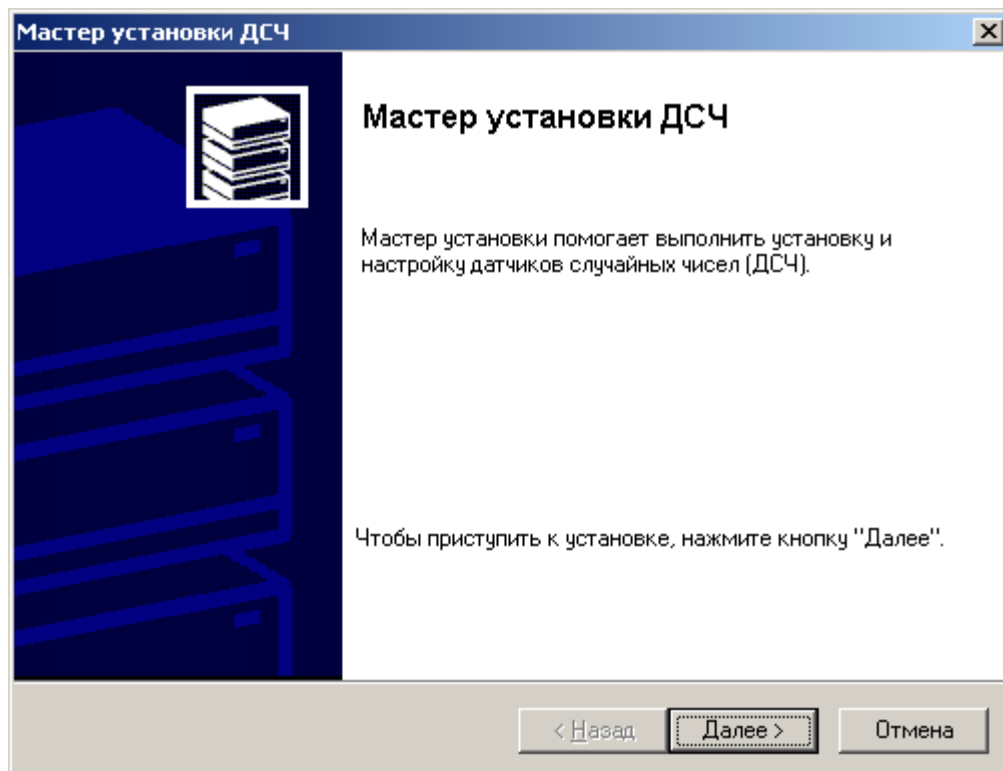 Мастер установки ДСЧ
Мастер установки ДСЧ
Мастер установки помогает выполнить установку и
настройку датчиков случайных чисел (ДСЧ).
Чтобы приступить к установке, нажмите кнопку "Далее".
< Назад
Далее >
Отмена